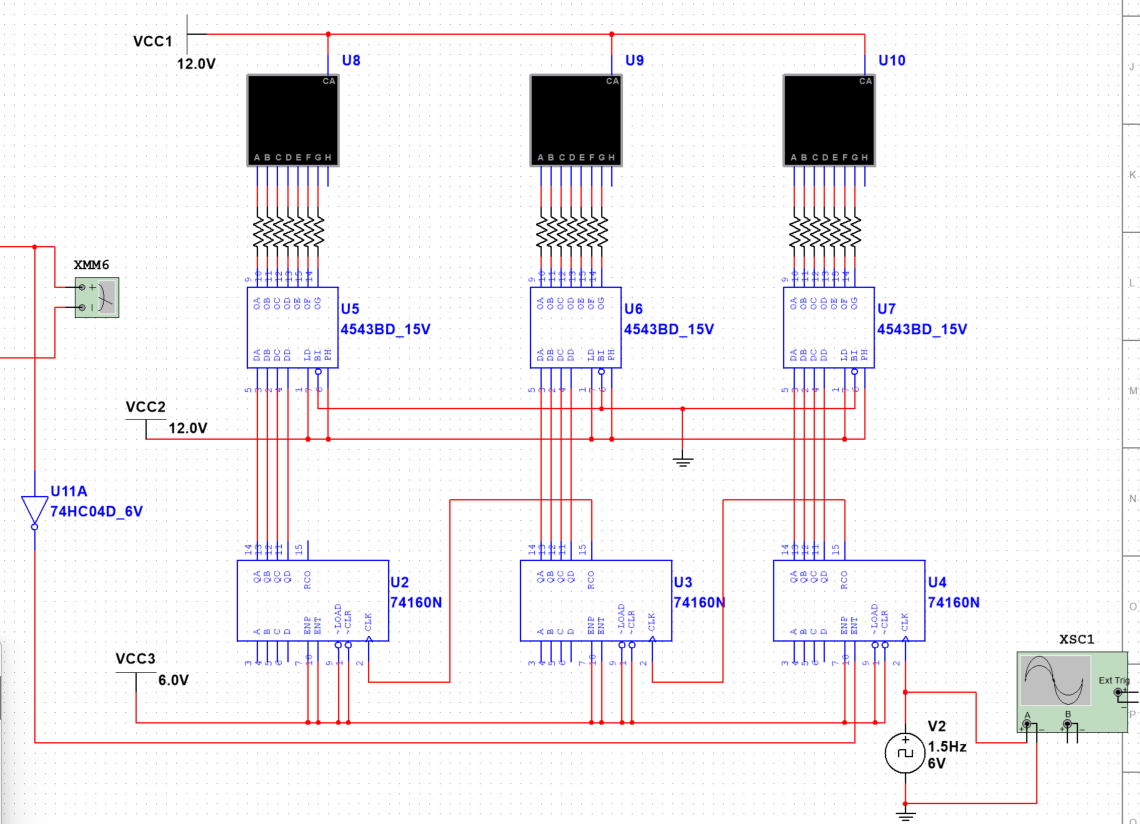 VCC1
12.0V
U8
U9
U10
CA
CA
CA
A B C D E F G H
A B C D E F G H
A B C D E F G H
J
K
L
M
N
O
P
XMM6
+
9 10 11 12 13 15 14
9 10 11 12 13 15 14
9 10 11 12 13 15 14
OA OB OC OD OE OF OG
OA OB OC OD OE OF OG
OA OB OC OD OE OF OG
U5
4543BD_15V
U6
4543BD_15V
U7
4543BD_15V
DA DB DC DD LD BI PH
DA DB DC DD LD BI PH
DA DB DC DD LD BI PH
5 3 2 4 1 7 6
5 3 2 4 1 7 6
5 3 2 4 1 7 6
VCC2
12.0V
U11A
74HC04D_6V
14 13 12 11 15
14 13 12 11 15
14 13 12 11 15
QA QB QC QD RCO
QA QB QC QD RCO
QA QB QC QD RCO
U2
74160N
U3
74160N
U4
74160N
A B C D ENP ENT ~LOAD ~CLR CLK
A B C D ENP ENT ~LOAD ~CLR CLK
A B C D ENP ENT ~LOAD ~CLR CLK
3 4 5 6 7 10 9 1 2
3 4 5 6 7 10 9 1 2
3 4 5 6 7 10 9 1 2
VCC3
6.0V
XSC1
Ext Trig
A
B
V2
1.5Hz
6V